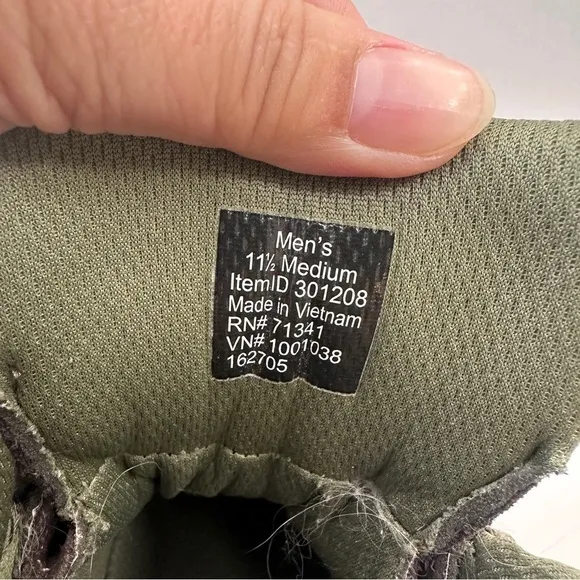 Men's
11½ Medium
ItemID 301208
Made in Vietnam
RN# 71341
VN# 1001038
162705